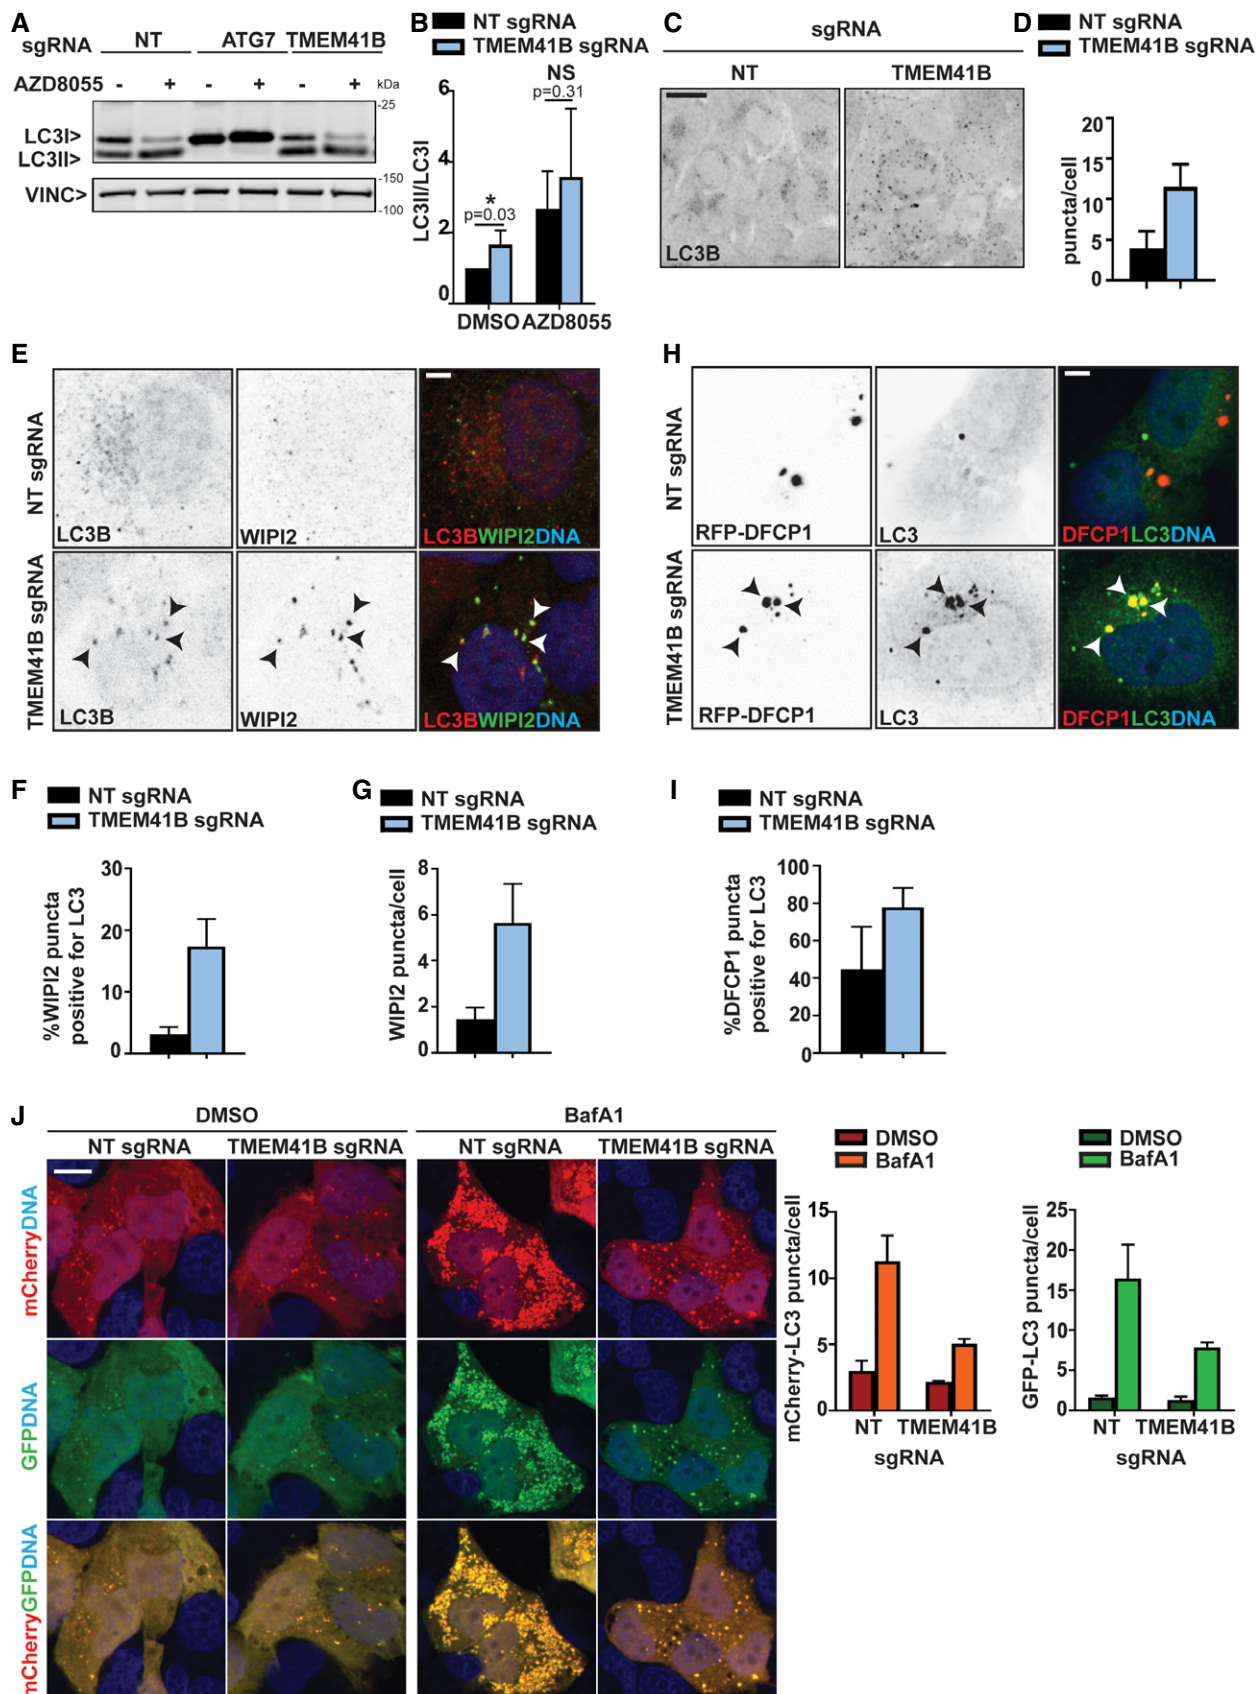 A
sgRNA NT ATG7 TMEM41B
AZD8055 - + - + - + kDa
-25
LC3I>
LC3II>
-150
VINC>
-100
B
NT sgRNA
TMEM41B sgRNA
NS
p=0.31
*
p=0.03
LC3II/LC3I
6
4
2
0
DMSO AZD8055
C
sgRNA
NT TMEM41B
LC3B
D
NT sgRNA
TMEM41B sgRNA
puncta/cell
20
15
10
5
0
E
NT sgRNA
LC3B WIPI2 LC3BWIPI2DNA
TMEM41B sgRNA
LC3B WIPI2 LC3BWIPI2DNA
H
NT sgRNA
RFP-DFCP1 LC3 DFCP1LC3DNA
TMEM41B sgRNA
RFP-DFCP1 LC3 DFCP1LC3DNA
F
NT sgRNA
TMEM41B sgRNA
%WIPI2 puncta
positive for LC3
30
20
10
0
G
NT sgRNA
TMEM41B sgRNA
WIPI2 puncta/cell
8
6
4
2
0
I
NT sgRNA
TMEM41B sgRNA
%DFCP1 puncta
positive for LC3
100
80
60
40
20
0
J
DMSO BafA1
NT sgRNA TMEM41B sgRNA NT sgRNA TMEM41B sgRNA
mCherryDNA
GFPDNA
mCherryGFPDNA
DMSO
BafA1
mCherry-LC3 puncta/cell
15
10
5
0
NT TMEM41B
sgRNA
DMSO
BafA1
GFP-LC3 puncta/cell
25
20
15
10
5
0
NT TMEM41B
sgRNA